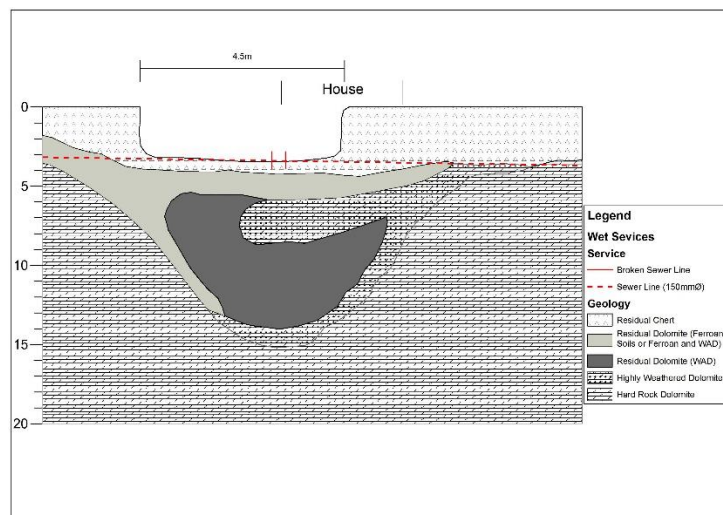 4.5m
House
0
5
10
15
20
Legend
Wet Sevices
Service
Broken Sewer Line
Sewer Line (150mmØ)
Geology
Residual Chert
Residual Dolomite (Ferroan
Soils or Ferroan and WAD)
Residual Dolomite (WAD)
Highly Weathered Dolomite
Hard Rock Dolomite